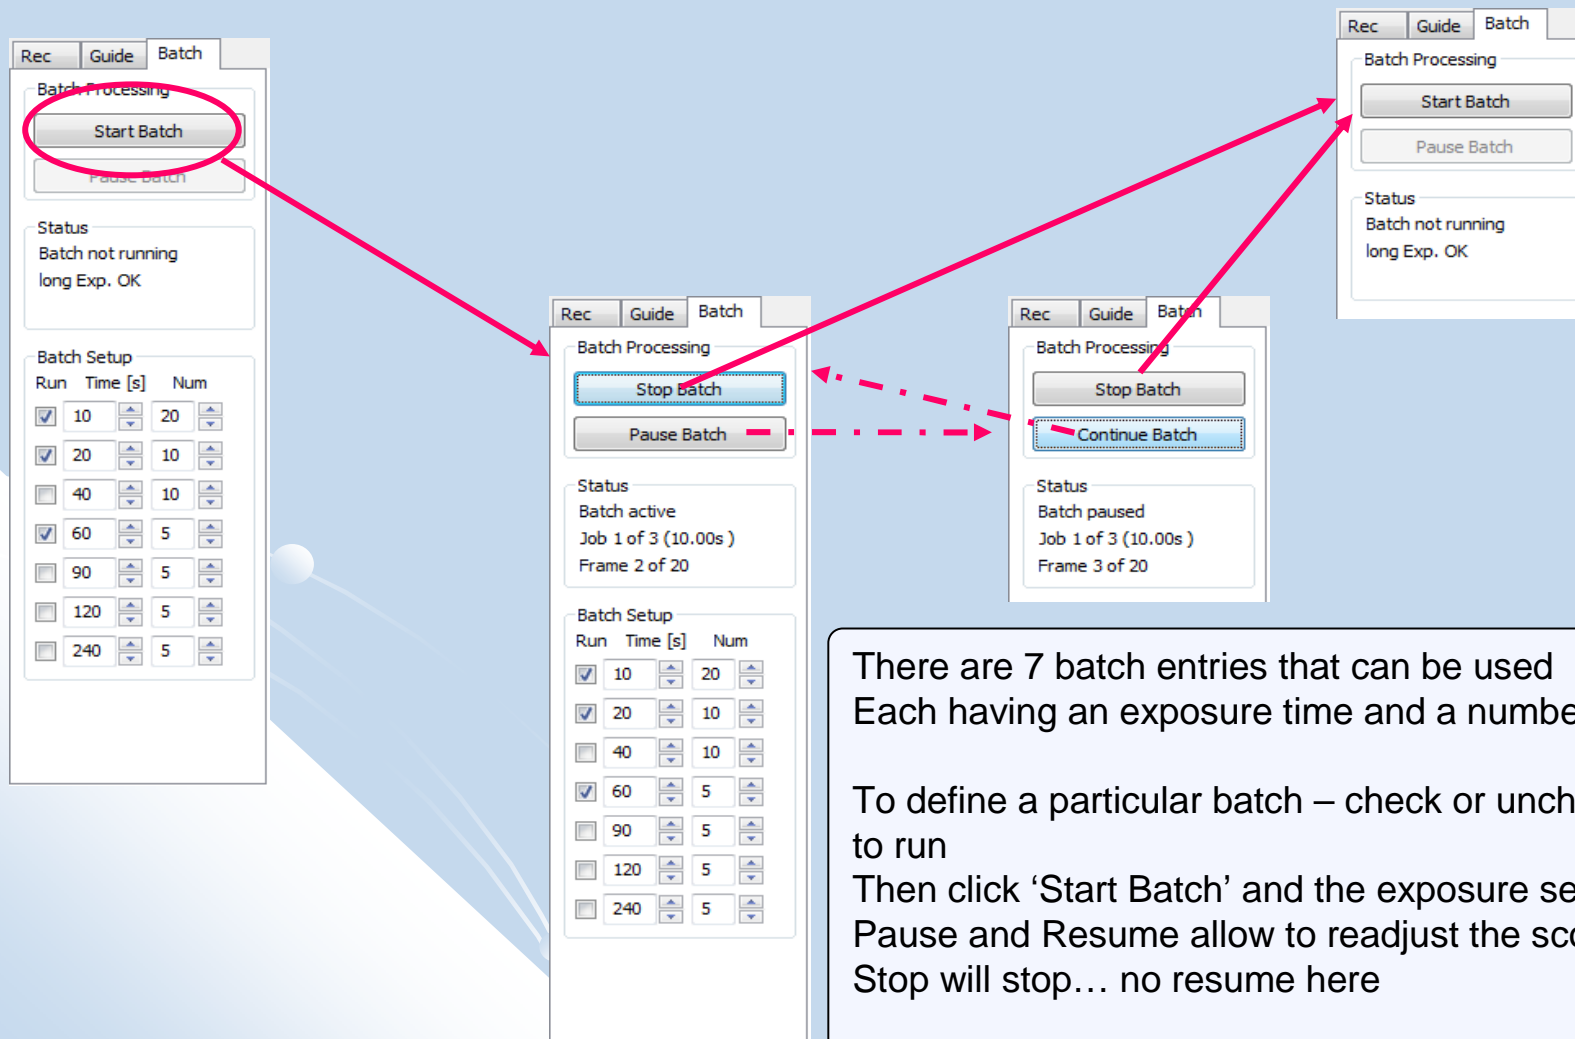 Rec Guide Batch
Batch Processing
Start Batch
Pause Batch
Status
Batch not running
long Exp. OK
Batch Setup
Run Time [s] Num
10 20
20 10
40 10
60 5
90 5
120 5
240 5
Rec Guide Batch
Batch Processing
Stop Batch
Pause Batch
Status
Batch active
Job 1 of 3 (10.00s )
Frame 2 of 20
Batch Setup
Run Time [s] Num
10 20
20 10
40 10
60 5
90 5
120 5
240 5
Rec Guide Batch
Batch Processing
Stop Batch
Continue Batch
Status
Batch paused
Job 1 of 3 (10.00s )
Frame 3 of 20
Rec Guide Batch
Batch Processing
Start Batch
Pause Batch
Status
Batch not running
long Exp. OK
There are 7 batch entries that can be used
Each having an exposure time and a numbe
To define a particular batch – check or unch
to run
Then click ‘Start Batch’ and the exposure se
Pause and Resume allow to readjust the sco
Stop will stop… no resume here